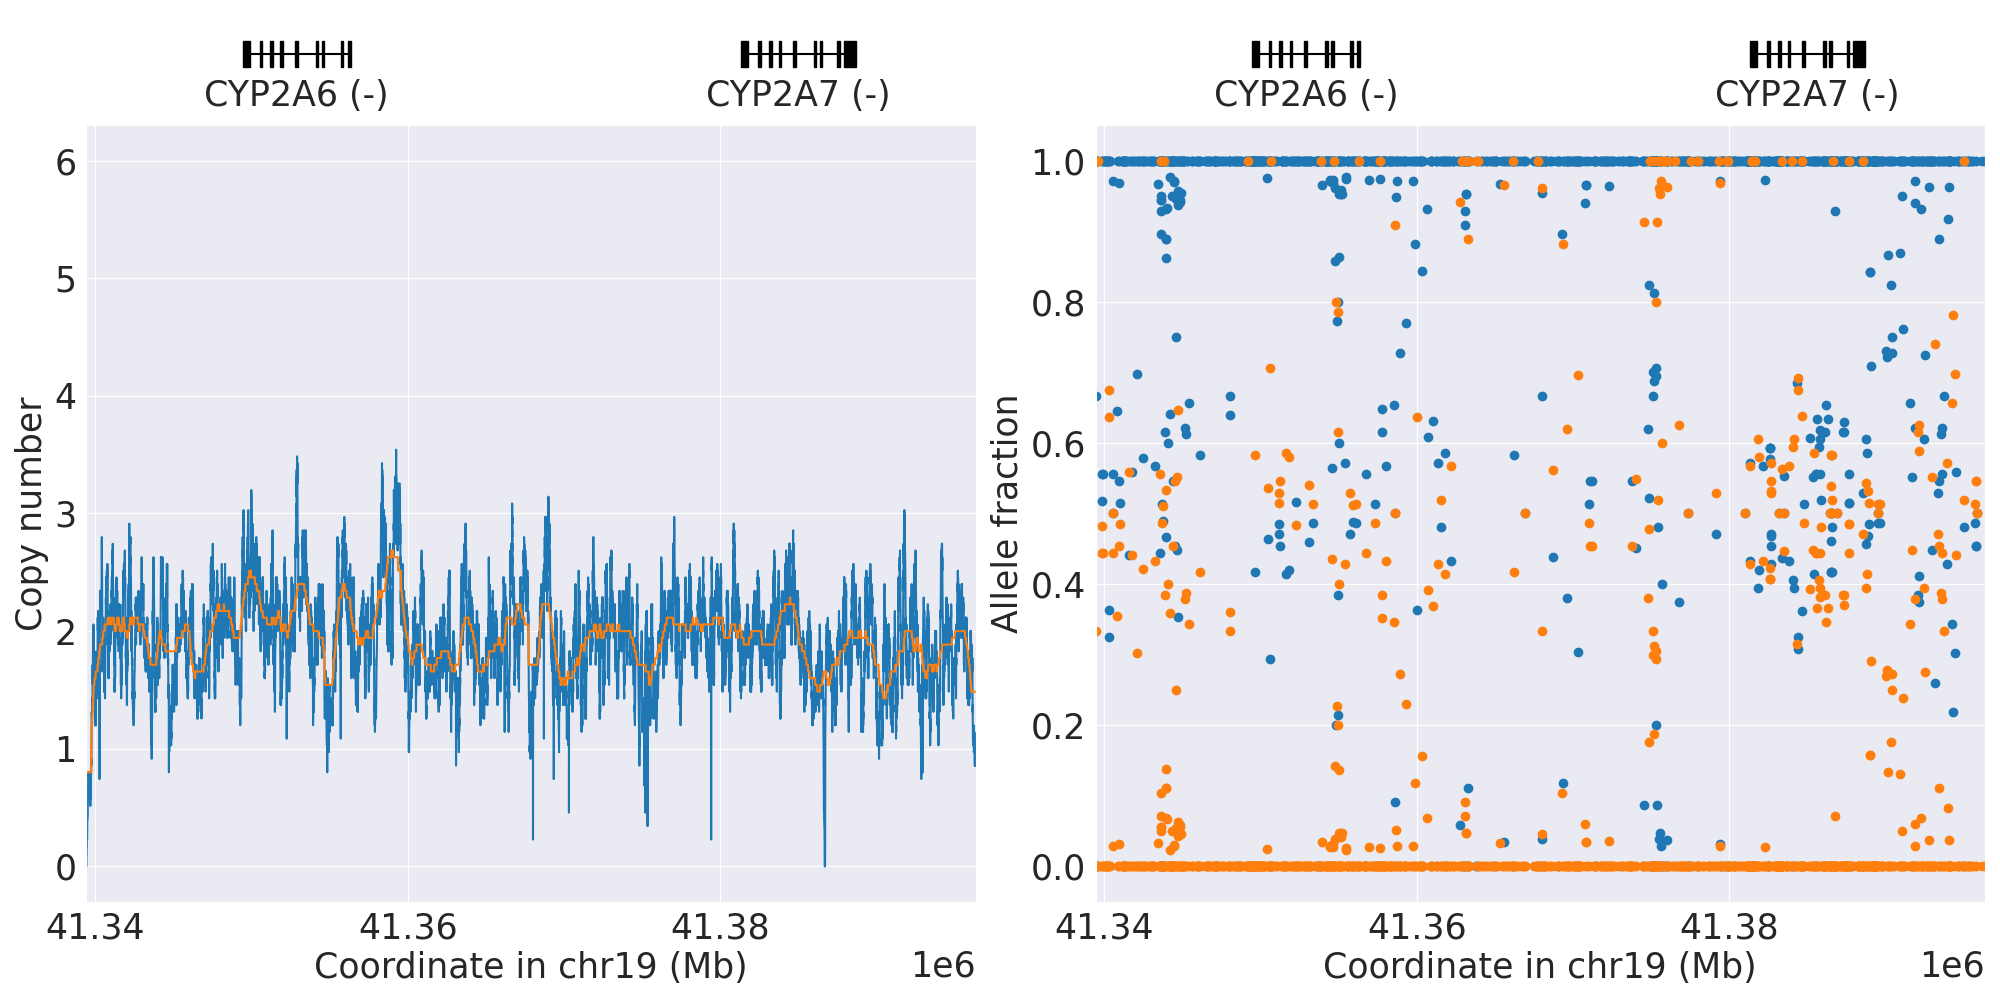 CYP2A6 (-)
CYP2A7 (-)
6
5
4
3
2
1
0
Copy number
41.34
41.36
41.38
Coordinate in chr19 (Mb)
1e6
CYP2A6 (-)
CYP2A7 (-)
1.0
0.8
0.6
0.4
0.2
0.0
Allele fraction
41.34
41.36
41.38
Coordinate in chr19 (Mb)
1e6